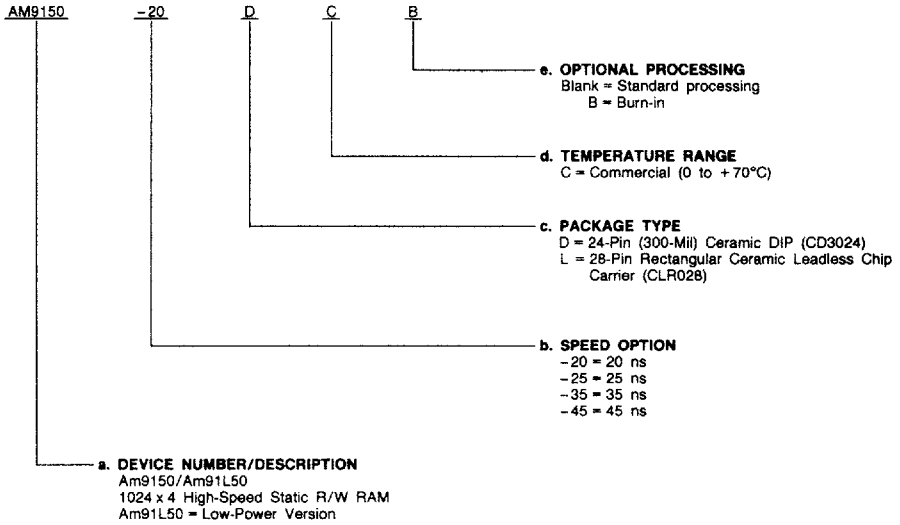 AM9150 -20 D C B
e. OPTIONAL PROCESSING
Blank = Standard processing
B = Burn-in
d. TEMPERATURE RANGE
C = Commercial (0 to +70°C)
c. PACKAGE TYPE
D = 24-Pin (300-Mil) Ceramic DIP (CD3024)
L = 28-Pin Rectangular Ceramic Leadless Chip
Carrier (CLR028)
b. SPEED OPTION
-20 = 20 ns
-25 = 25 ns
-35 = 35 ns
-45 = 45 ns
a. DEVICE NUMBER/DESCRIPTION
Am9150/Am91L50
1024 x 4 High-Speed Static R/W RAM
Am91L50 = Low-Power Version